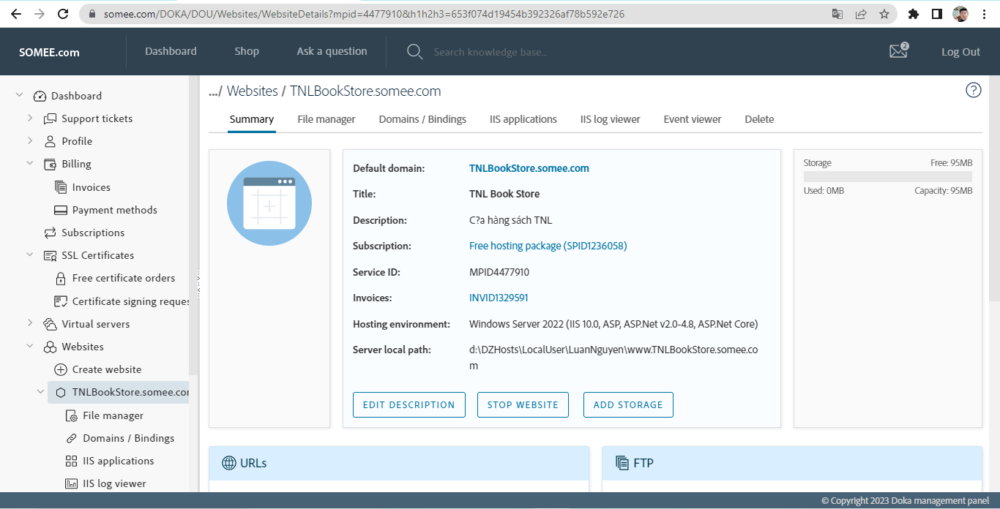 somee.com/DOKA/DOU/Websites/WebsiteDetails?mpid=4477910&h1h2h3=653f074d19454b392326af78b592e726
SOMEE.com
Dashboard
Shop
Ask a question
Search knowledge base...
2
Log Out
Dashboard
Support tickets
Profile
Billing
Invoices
Payment methods
Subscriptions
SSL Certificates
Free certificate orders
Certificate signing reques
Virtual servers
Websites
Create website
TNLBookStore.somee.com
File manager
Domains / Bindings
IIS applications
IIS log viewer
.../ Websites / TNLBookStore.somee.com
?
Summary
File manager
Domains / Bindings
IIS applications
IIS log viewer
Event viewer
Delete
Default domain: TNLBookStore.somee.com
Title: TNL Book Store
Description: C?a hàng sách TNL
Subscription: Free hosting package (SPID1236058)
Service ID: MPID4477910
Invoices: INVID1329591
Hosting environment: Windows Server 2022 (IIS 10.0, ASP, ASP.Net v2.0-4.8, ASP.Net Core)
Server local path: d:\DZHosts\LocalUser\LuanNguyen\www.TNLBookStore.somee.co
m
EDIT DESCRIPTION
STOP WEBSITE
ADD STORAGE
Storage Free: 95MB
Used: 0MB Capacity: 95MB
URLs
FTP
© Copyright 2023 Doka management panel